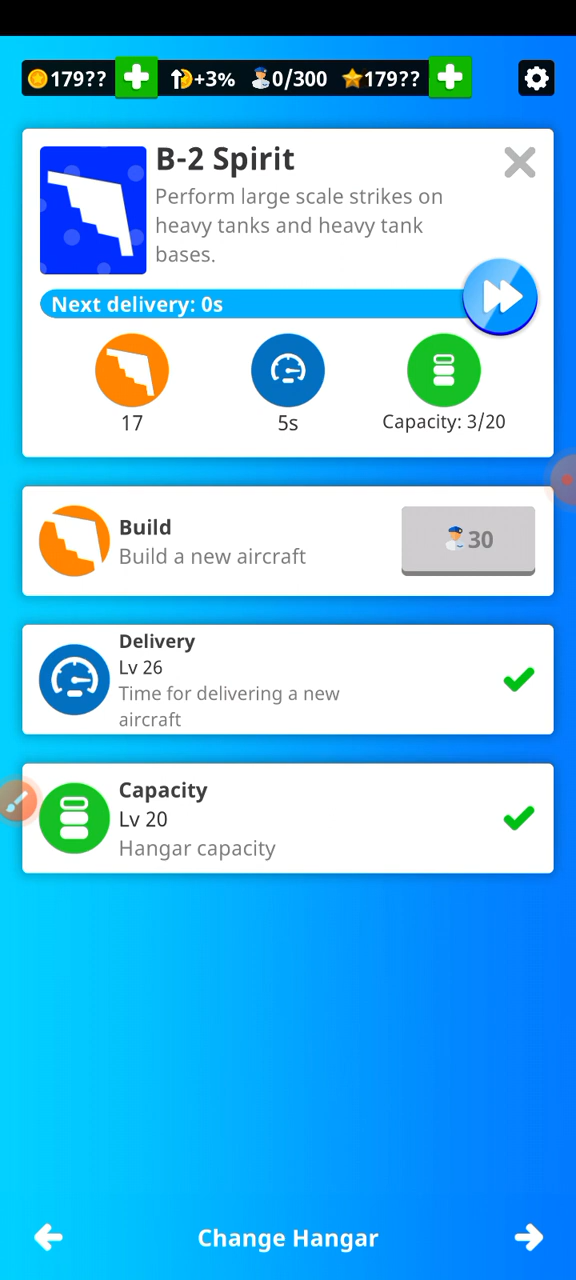 179?? +3% 0/300 179??
B-2 Spirit
Perform large scale strikes on
heavy tanks and heavy tank
bases.
Next delivery: 0s
17 5s Capacity: 3/20
Build
Build a new aircraft
30
Delivery
Lv 26
Time for delivering a new
aircraft
Capacity
Lv 20
Hangar capacity
Change Hangar